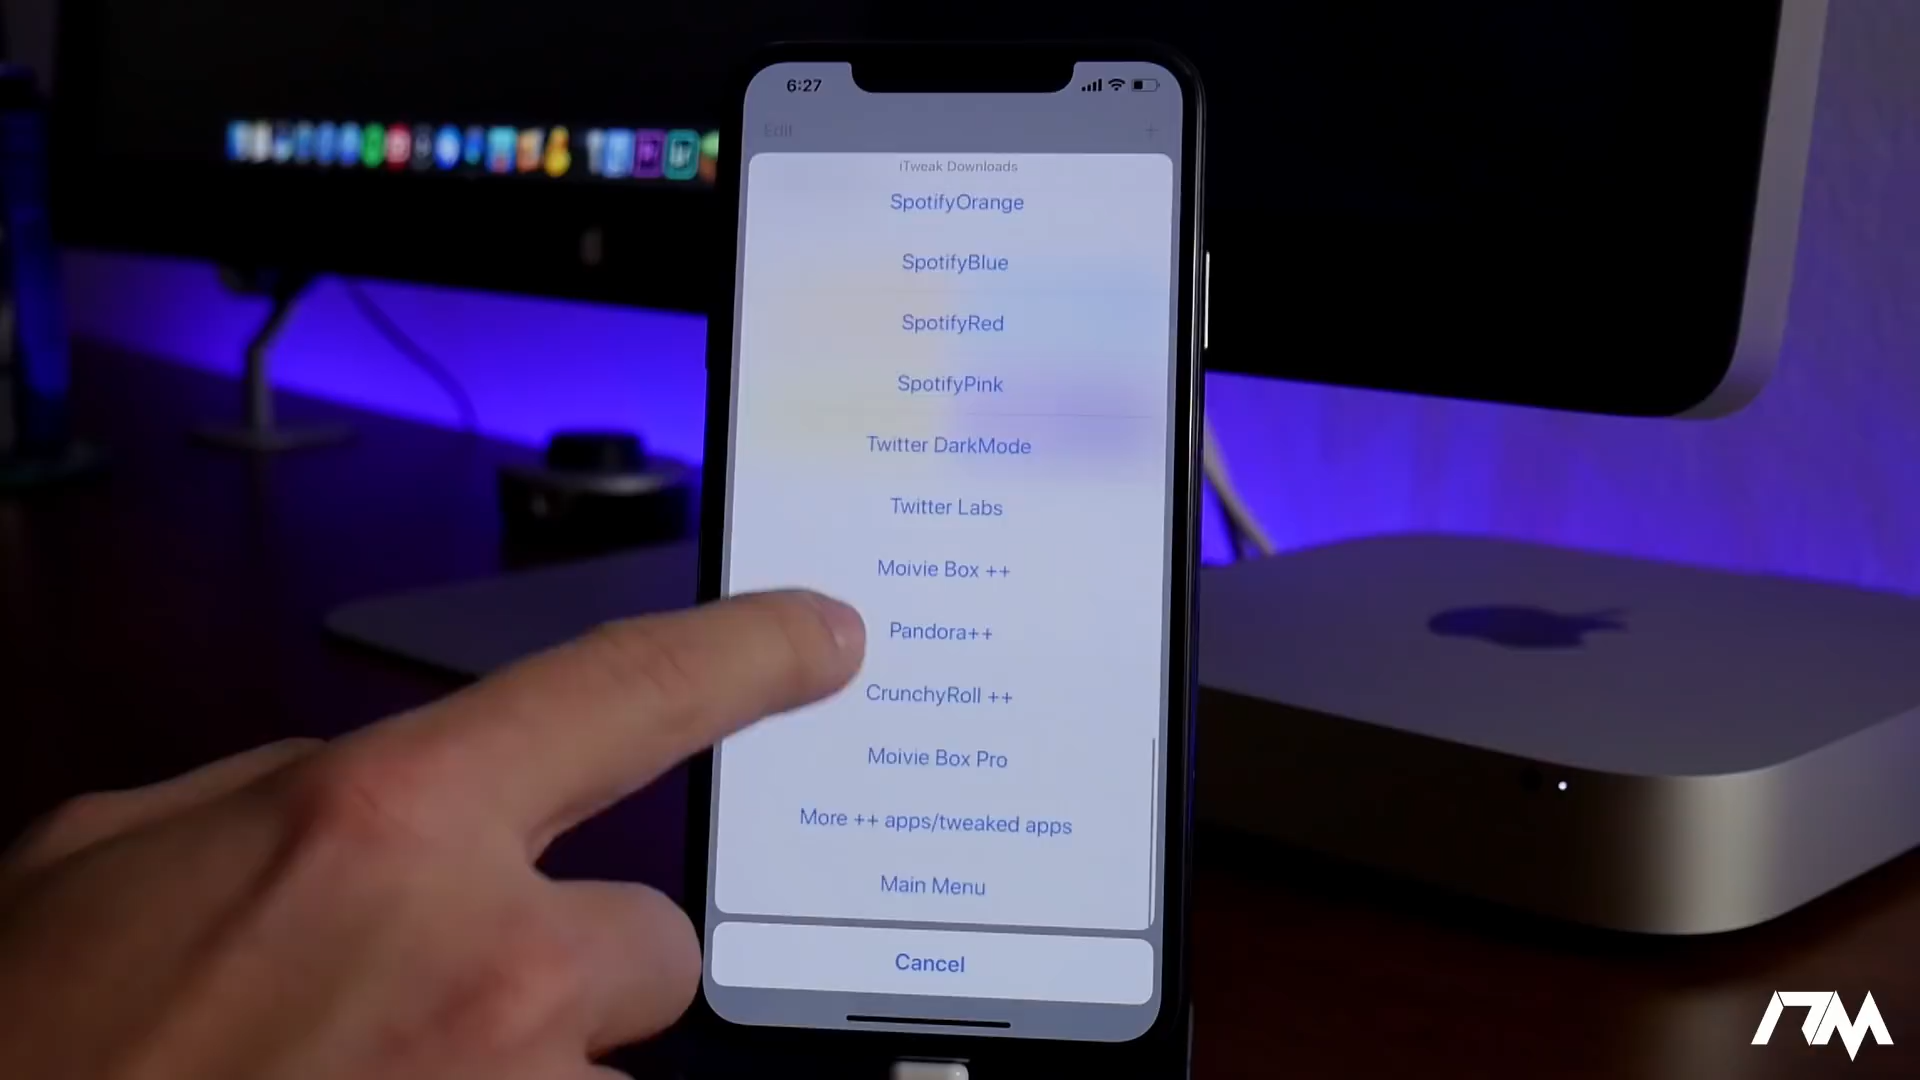 6:27
Edit +
iTweak Downloads
SpotifyOrange
SpotifyBlue
SpotifyRed
SpotifyPink
Twitter DarkMode
Twitter Labs
Moivie Box ++
Pandora++
CrunchyRoll ++
Moivie Box Pro
More ++ apps/tweaked apps
Main Menu
Cancel